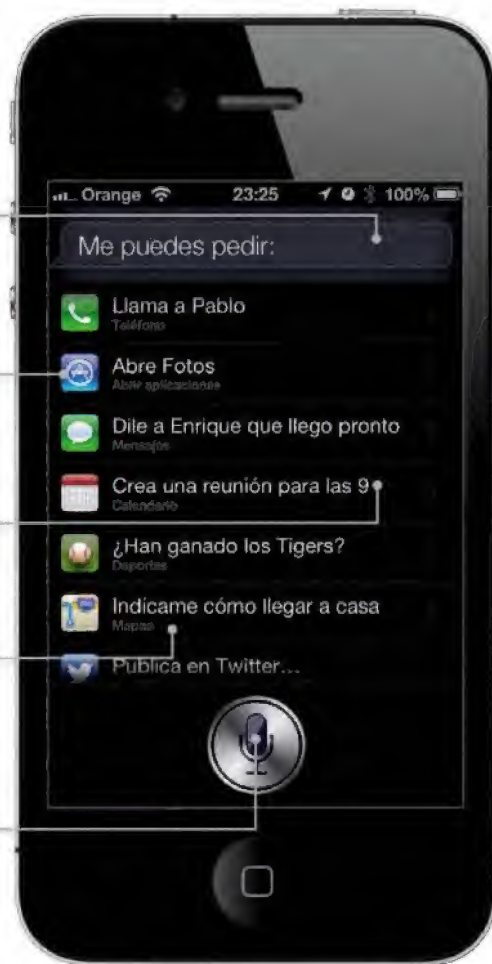 Orange 23:25 100%
Me puedes pedir:
Llama a Pablo
Teléfono
Abre Fotos
Abrir aplicaciones
Dile a Enrique que llego pronto
Mensajes
Crea una reunión para las 9
Calendario
¿Han ganado los Tigers?
Deportes
Indícame cómo llegar a casa
Mapas
Publica en Twitter...